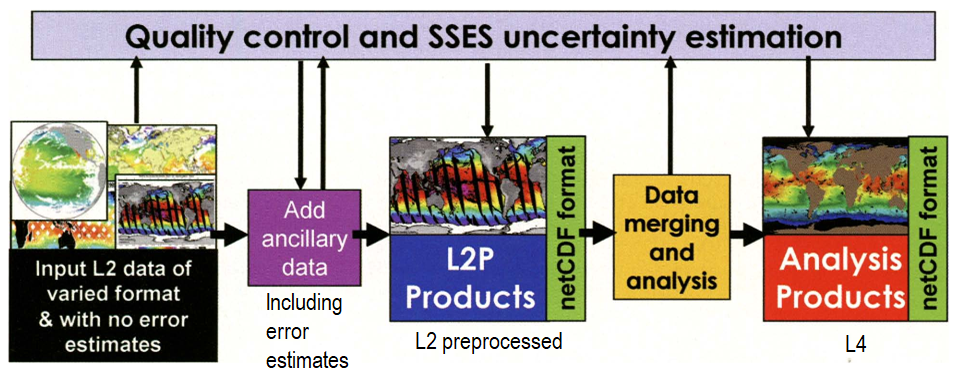 Quality control and SSES uncertainty estimation
Input L2 data of
varied format
& with no error
estimates
Add
ancillary
data
Including
error
estimates
L2P
Products
netCDF format
L2 preprocessed
Data
merging
and
analysis
Analysis
Products
netCDF format
L4